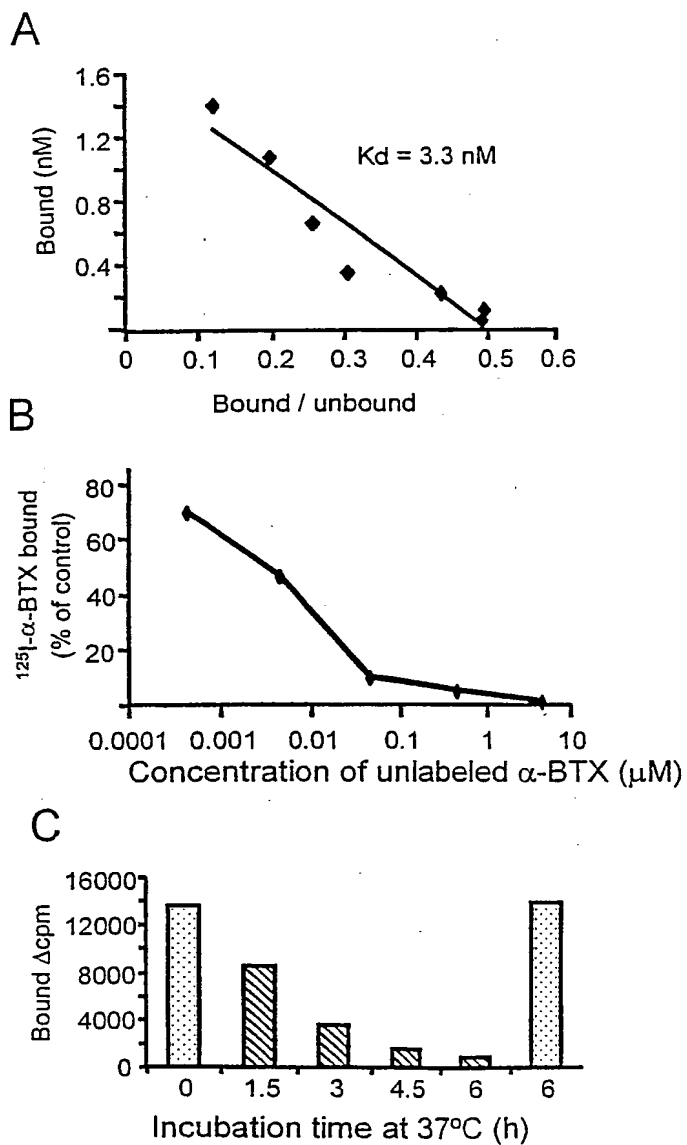 A
1.6
1.2
0.8
0.4
Bound (nM)
Kd = 3.3 nM
0 0.1 0.2 0.3 0.4 0.5 0.6
Bound / unbound
B
80
60
40
20
¹²⁵I-α-BTX bound
(% of control)
0.0001 0.001 0.01 0.1 1 10
Concentration of unlabeled α-BTX (μM)
C
16000
12000
8000
4000
0
Bound Δcpm
0 1.5 3 4.5 6 6
Incubation time at 37ºC (h)